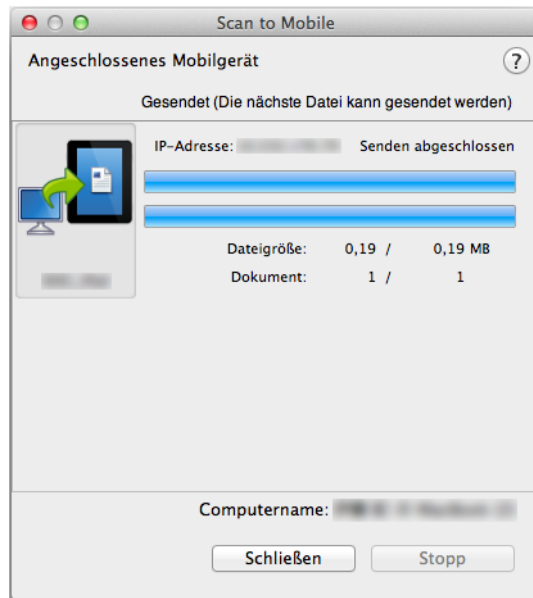 Scan to Mobile
Angeschlossenes Mobilgerät ?
Gesendet (Die nächste Datei kann gesendet werden)
IP-Adresse: Senden abgeschlossen
Dateigröße: 0,19 / 0,19 MB
Dokument: 1 / 1
Computername:
Schließen Stopp